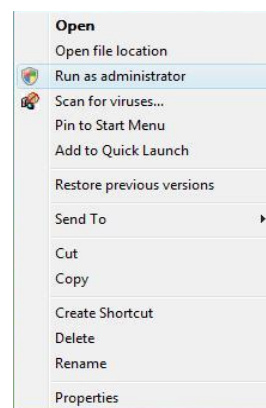 Open
Open file location
Run as administrator
Scan for viruses...
Pin to Start Menu
Add to Quick Launch
Restore previous versions
Send To
Cut
Copy
Create Shortcut
Delete
Rename
Properties